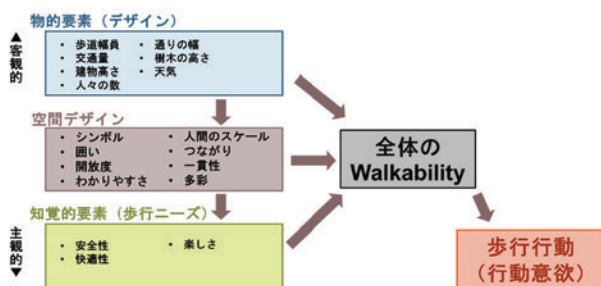 ▲客観的
物的要素（デザイン）
• 歩道幅員
• 交通量
• 建物高さ
• 人々の数
• 通りの幅
• 樹木の高さ
• 天気
空間デザイン
• シンボル
• 囲い
• 開放度
• わかりやすさ
• 人間のスケール
• つながり
• 一貫性
• 多彩
主観的▼
知覚的要素（歩行ニーズ）
• 安全性
• 快適性
• 楽しさ
全体の
Walkability
歩行行動
（行動意欲）